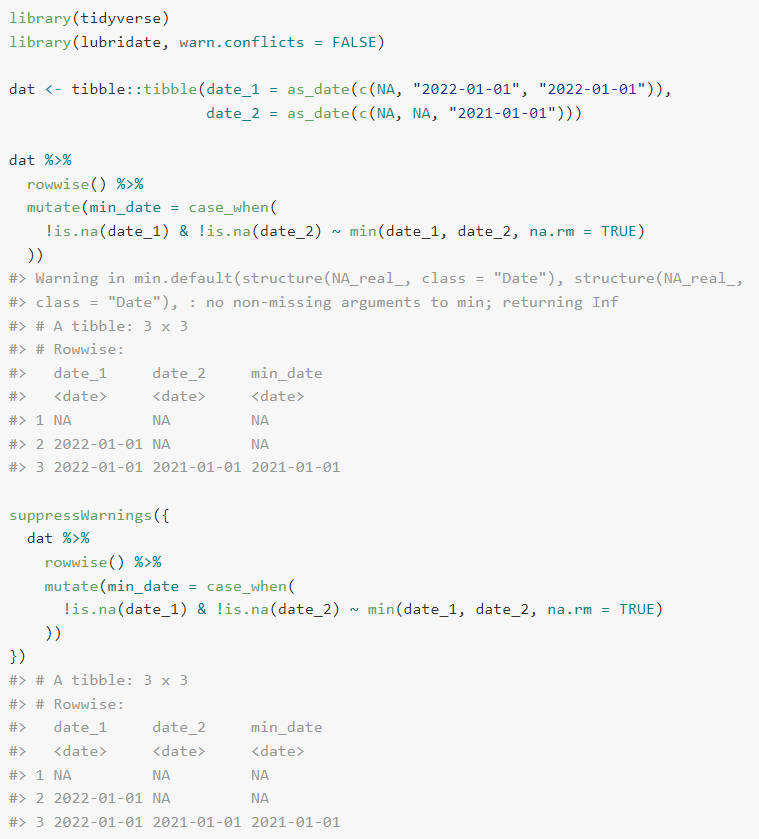 library(tidyverse)
library(lubridate, warn.conflicts = FALSE)

dat <- tibble::tibble(date_1 = as_date(c(NA, "2022-01-01", "2022-01-01")),
                      date_2 = as_date(c(NA, NA, "2021-01-01")))

dat %>%
  rowwise() %>%
  mutate(min_date = case_when(
    !is.na(date_1) & !is.na(date_2) ~ min(date_1, date_2, na.rm = TRUE)
  ))
#> Warning in min.default(structure(NA_real_, class = "Date"), structure(NA_real_,
#> class = "Date"), : no non-missing arguments to min; returning Inf
#> # A tibble: 3 x 3
#> # Rowwise:
#>   date_1     date_2     min_date
#>   <date>     <date>     <date>
#> 1 NA         NA         NA
#> 2 2022-01-01 NA         NA
#> 3 2022-01-01 2021-01-01 2021-01-01

suppressWarnings({
  dat %>%
    rowwise() %>%
    mutate(min_date = case_when(
      !is.na(date_1) & !is.na(date_2) ~ min(date_1, date_2, na.rm = TRUE)
    ))
})
#> # A tibble: 3 x 3
#> # Rowwise:
#>   date_1     date_2     min_date
#>   <date>     <date>     <date>
#> 1 NA         NA         NA
#> 2 2022-01-01 NA         NA
#> 3 2022-01-01 2021-01-01 2021-01-01